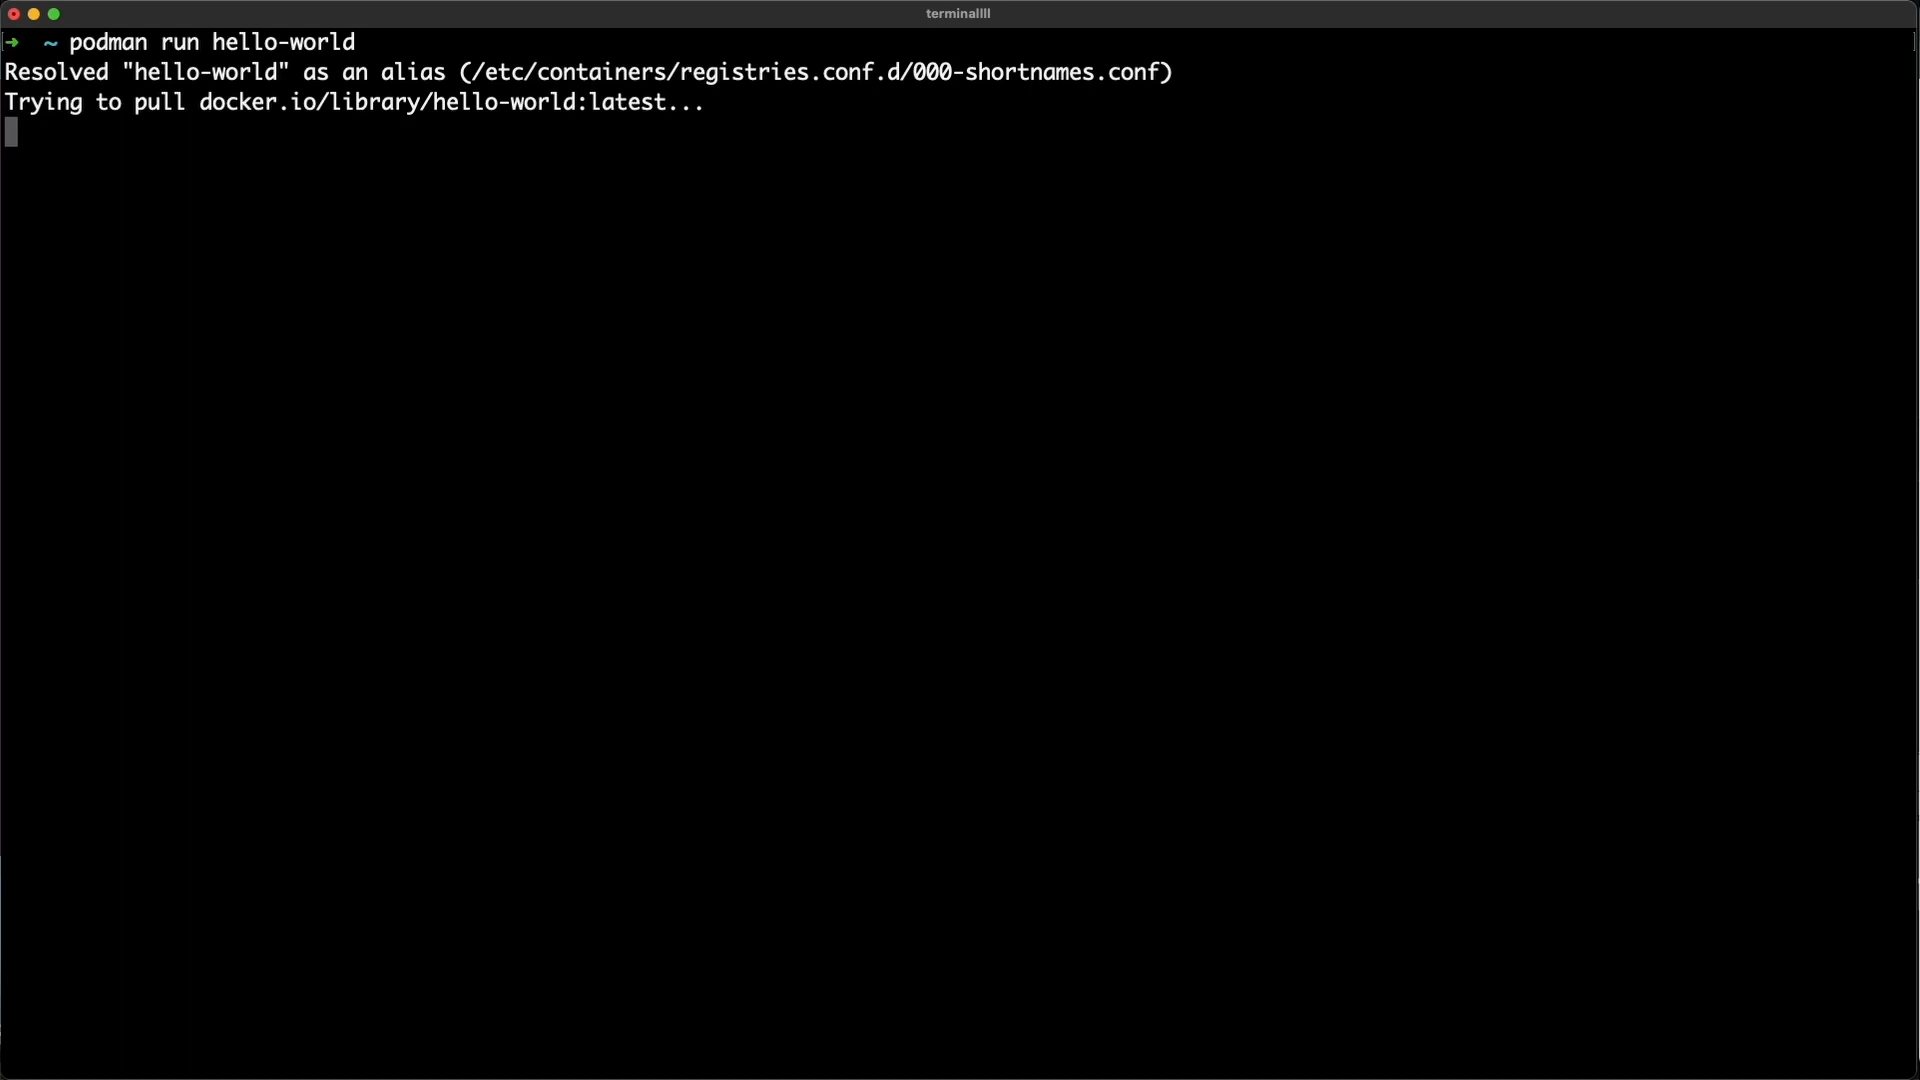 terminallll
➜  ~ podman run hello-world
Resolved "hello-world" as an alias (/etc/containers/registries.conf.d/000-shortnames.conf)
Trying to pull docker.io/library/hello-world:latest...